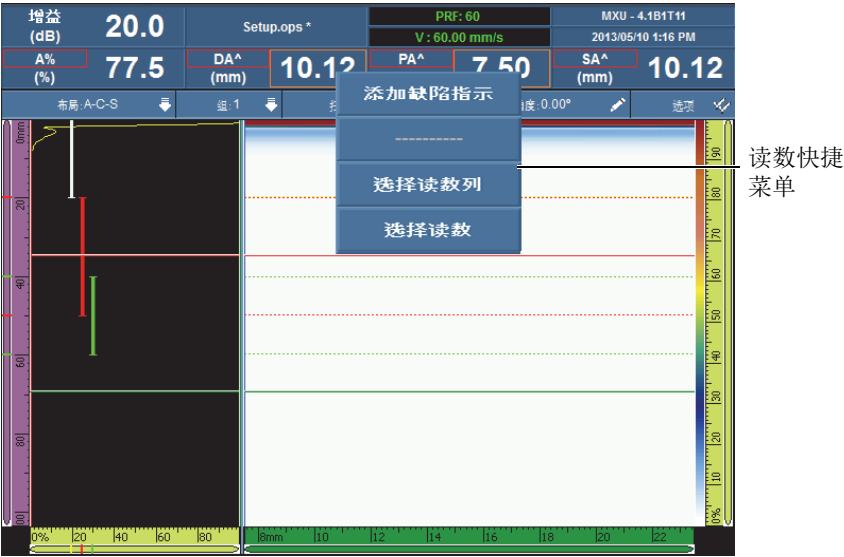 增益
(dB)
20.0
Setup.ops *
PRF: 60
V : 60.00 mm/s
MXU - 4.1B1T11
2013/05/10 1:16 PM
A%
(%)
77.5
DA^
(mm)
10.12
PA^
7.50
SA^
(mm)
10.12
布局:A-C-S
组:1
度:0.00°
选项
添加缺陷指示
----------
选择读数列
选择读数
读数快捷
菜单
0mm
20
40
60
80
0% 20 40 60 80
8mm 10 12 14 16 18 20 22
90
80
70
60
50
40
30
20
10
0%